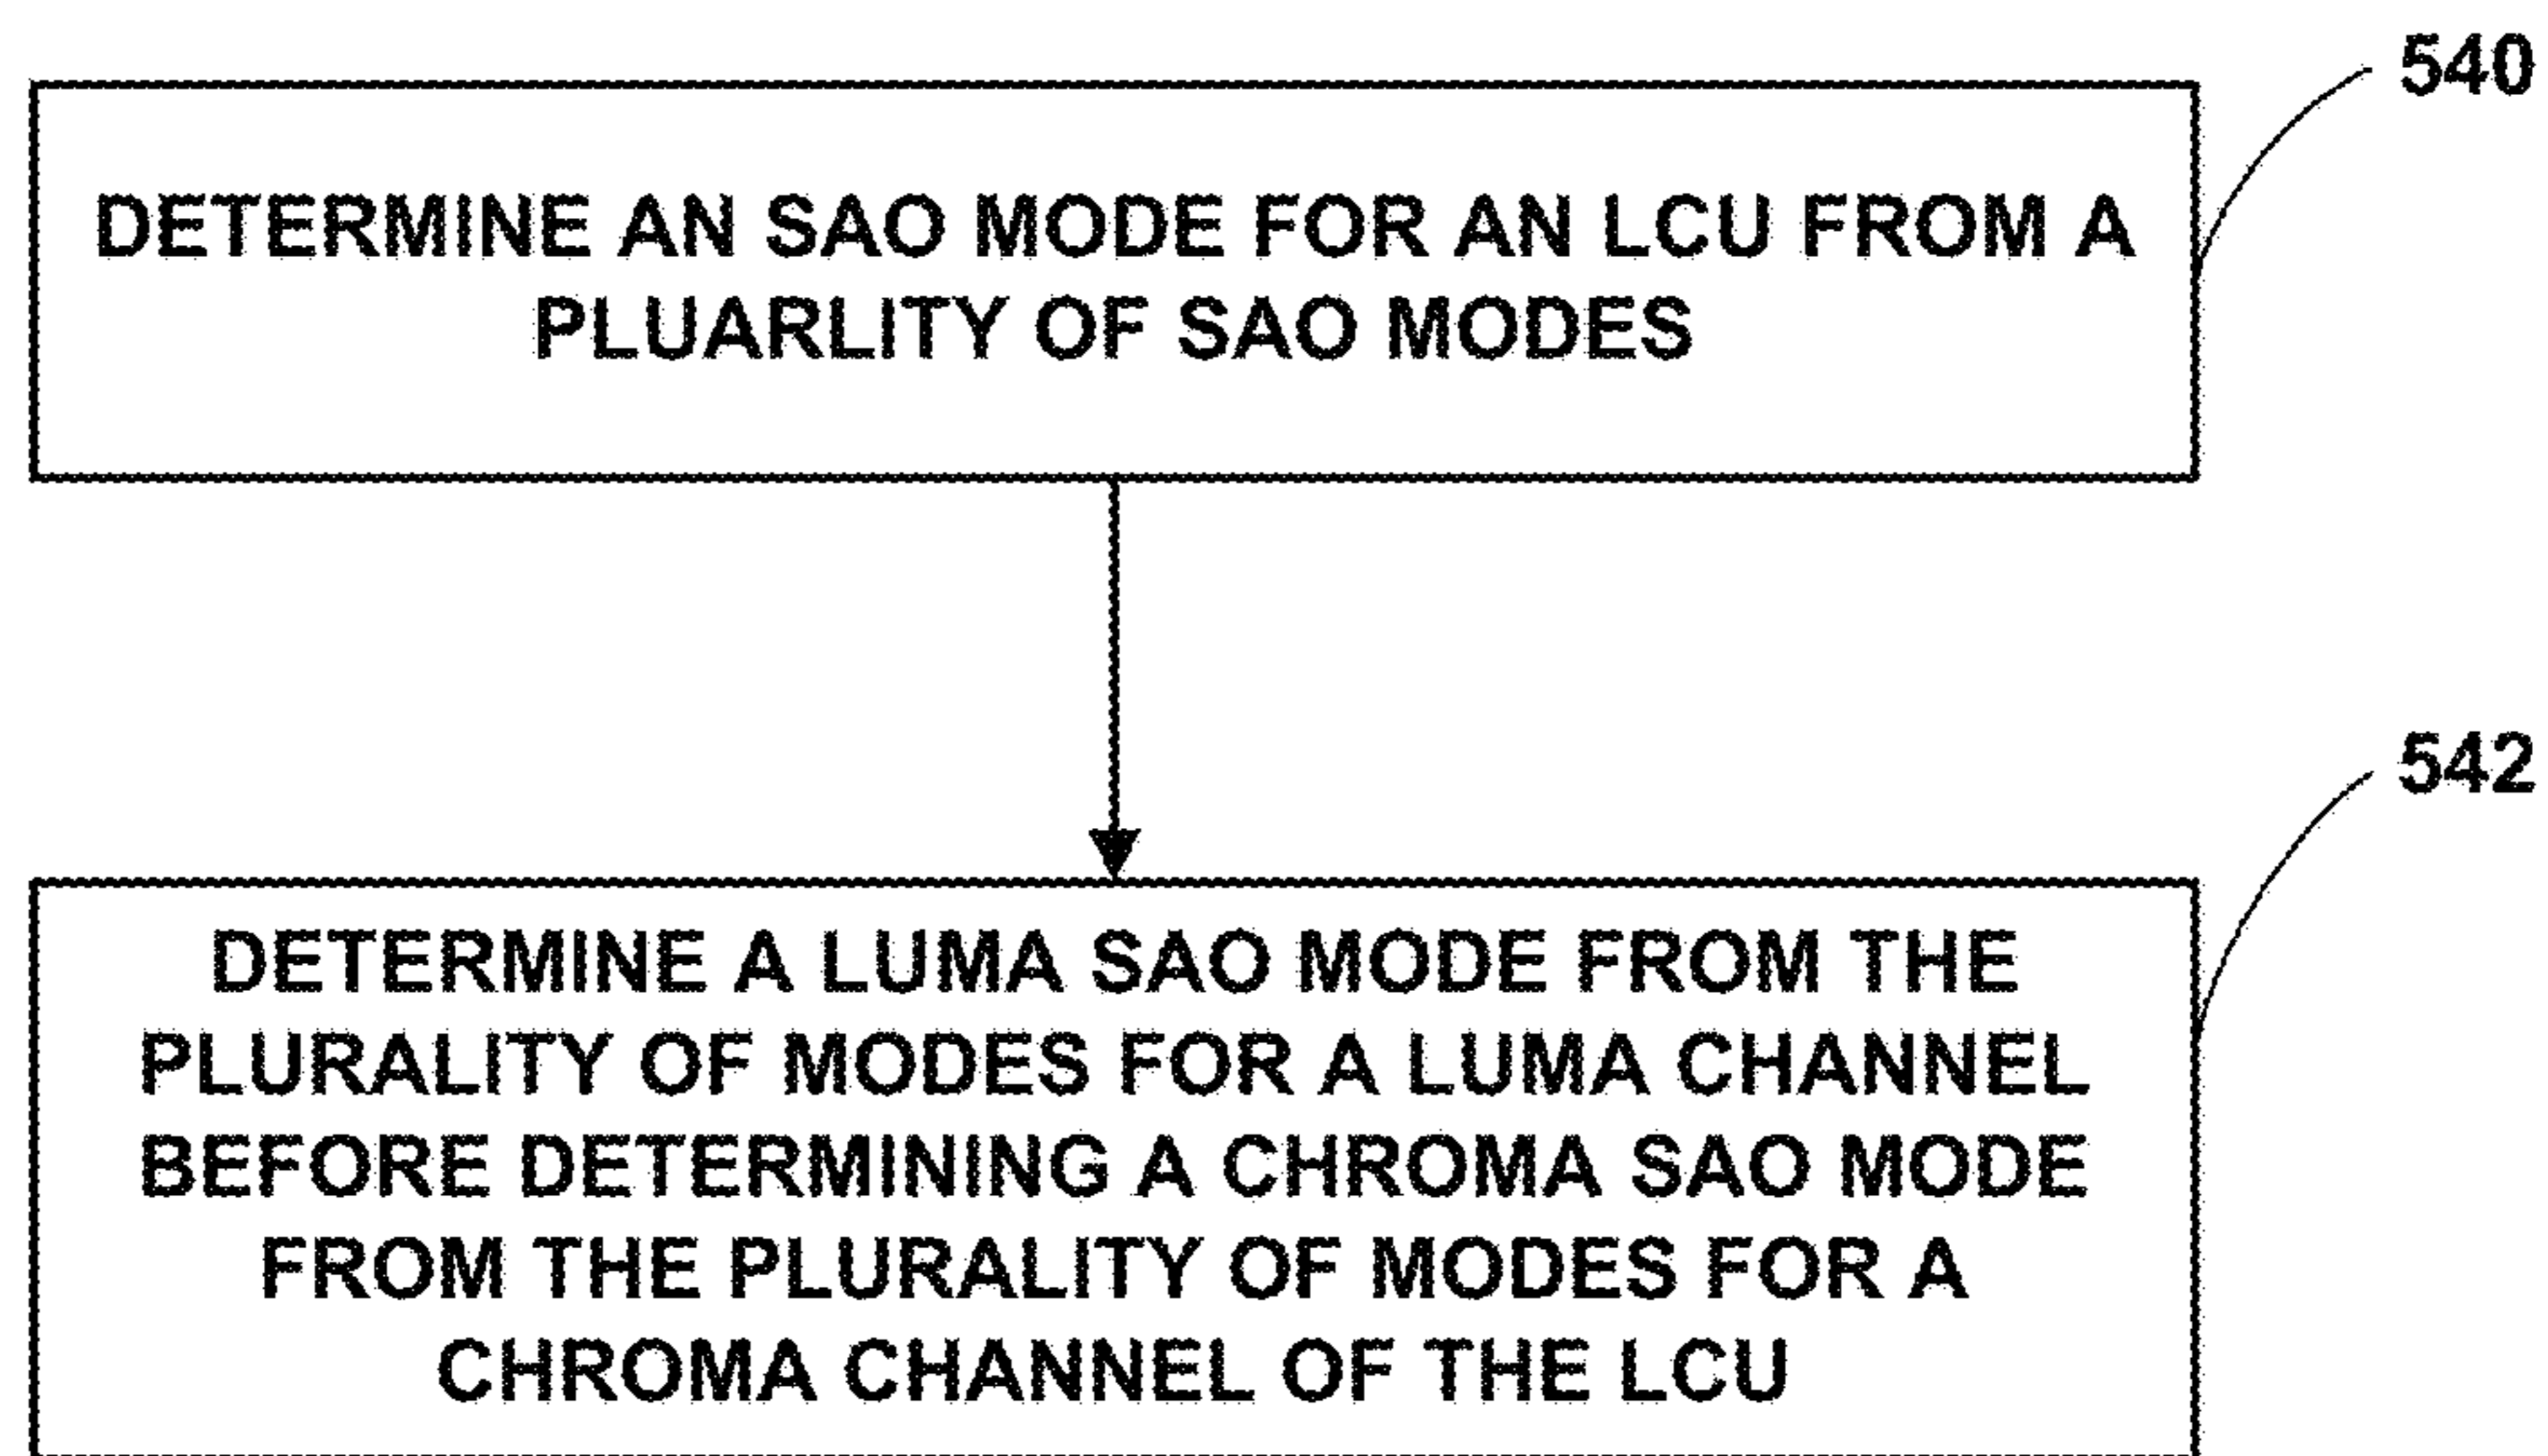 540
DETERMINE AN SAO MODE FOR AN LCU FROM A
PLUARLITY OF SAO MODES
542
DETERMINE A LUMA SAO MODE FROM THE
PLURALITY OF MODES FOR A LUMA CHANNEL
BEFORE DETERMINING A CHROMA SAO MODE
FROM THE PLURALITY OF MODES FOR A
CHROMA CHANNEL OF THE LCU